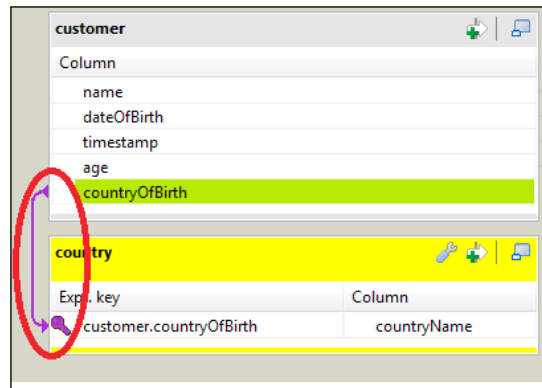 customer
Column
name
dateOfBirth
timestamp
age
countryOfBirth
country
Expr. key Column
customer.countryOfBirth countryName